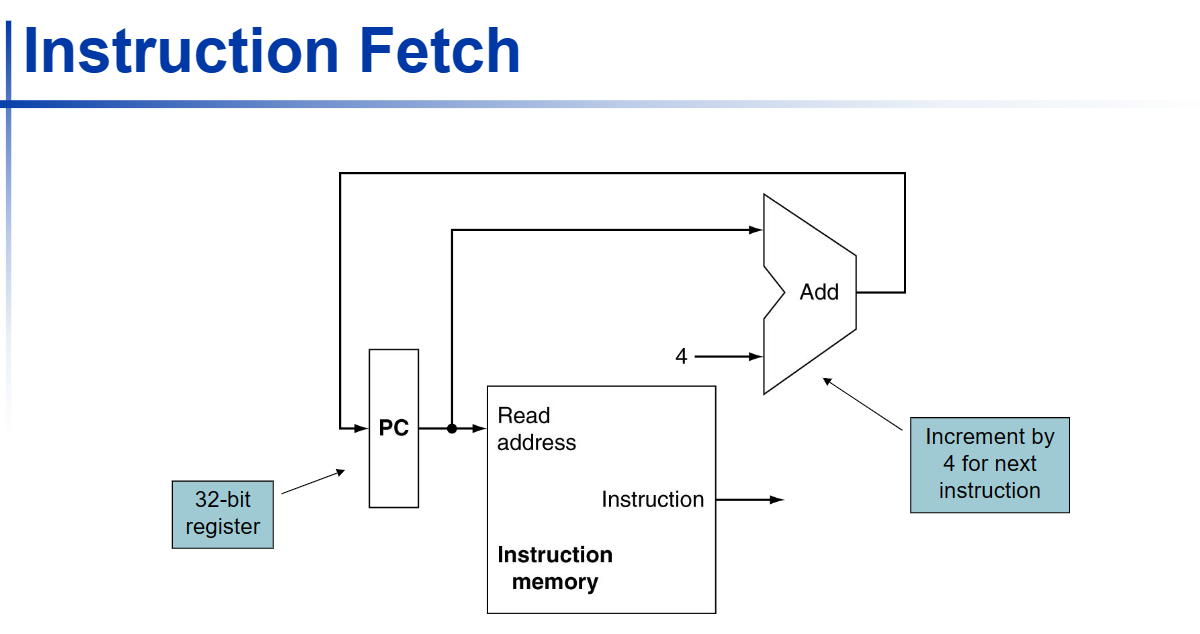 Instruction Fetch
Add
4
PC
Read
address
Instruction
Instruction
memory
32-bit
register
Increment by
4 for next
instruction